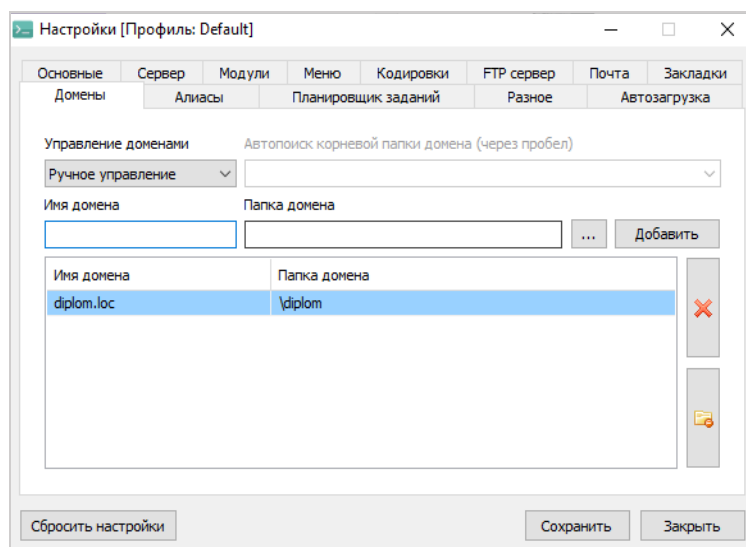 Настройки [Профиль: Default]
Основные Сервер Модули Меню Кодировки FTP сервер Почта Закладки
Домены Алиасы Планировщик заданий Разное Автозагрузка
Управление доменами Автопоиск корневой папки домена (через пробел)
Ручное управление
Имя домена Папка домена
... Добавить
Имя домена Папка домена
diplom.loc \diplom
Сбросить настройки Сохранить Закрыть